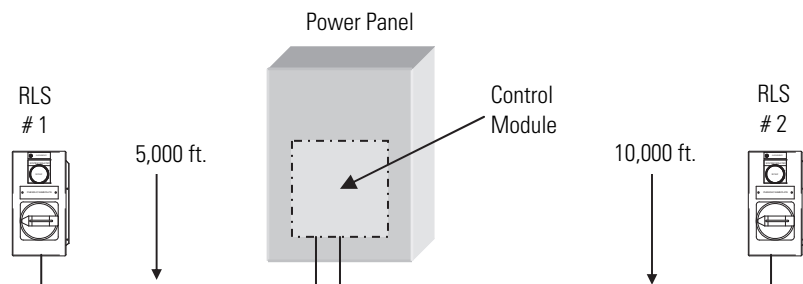 Power Panel
RLS
# 1
5,000 ft.
Control
Module
10,000 ft.
RLS
# 2